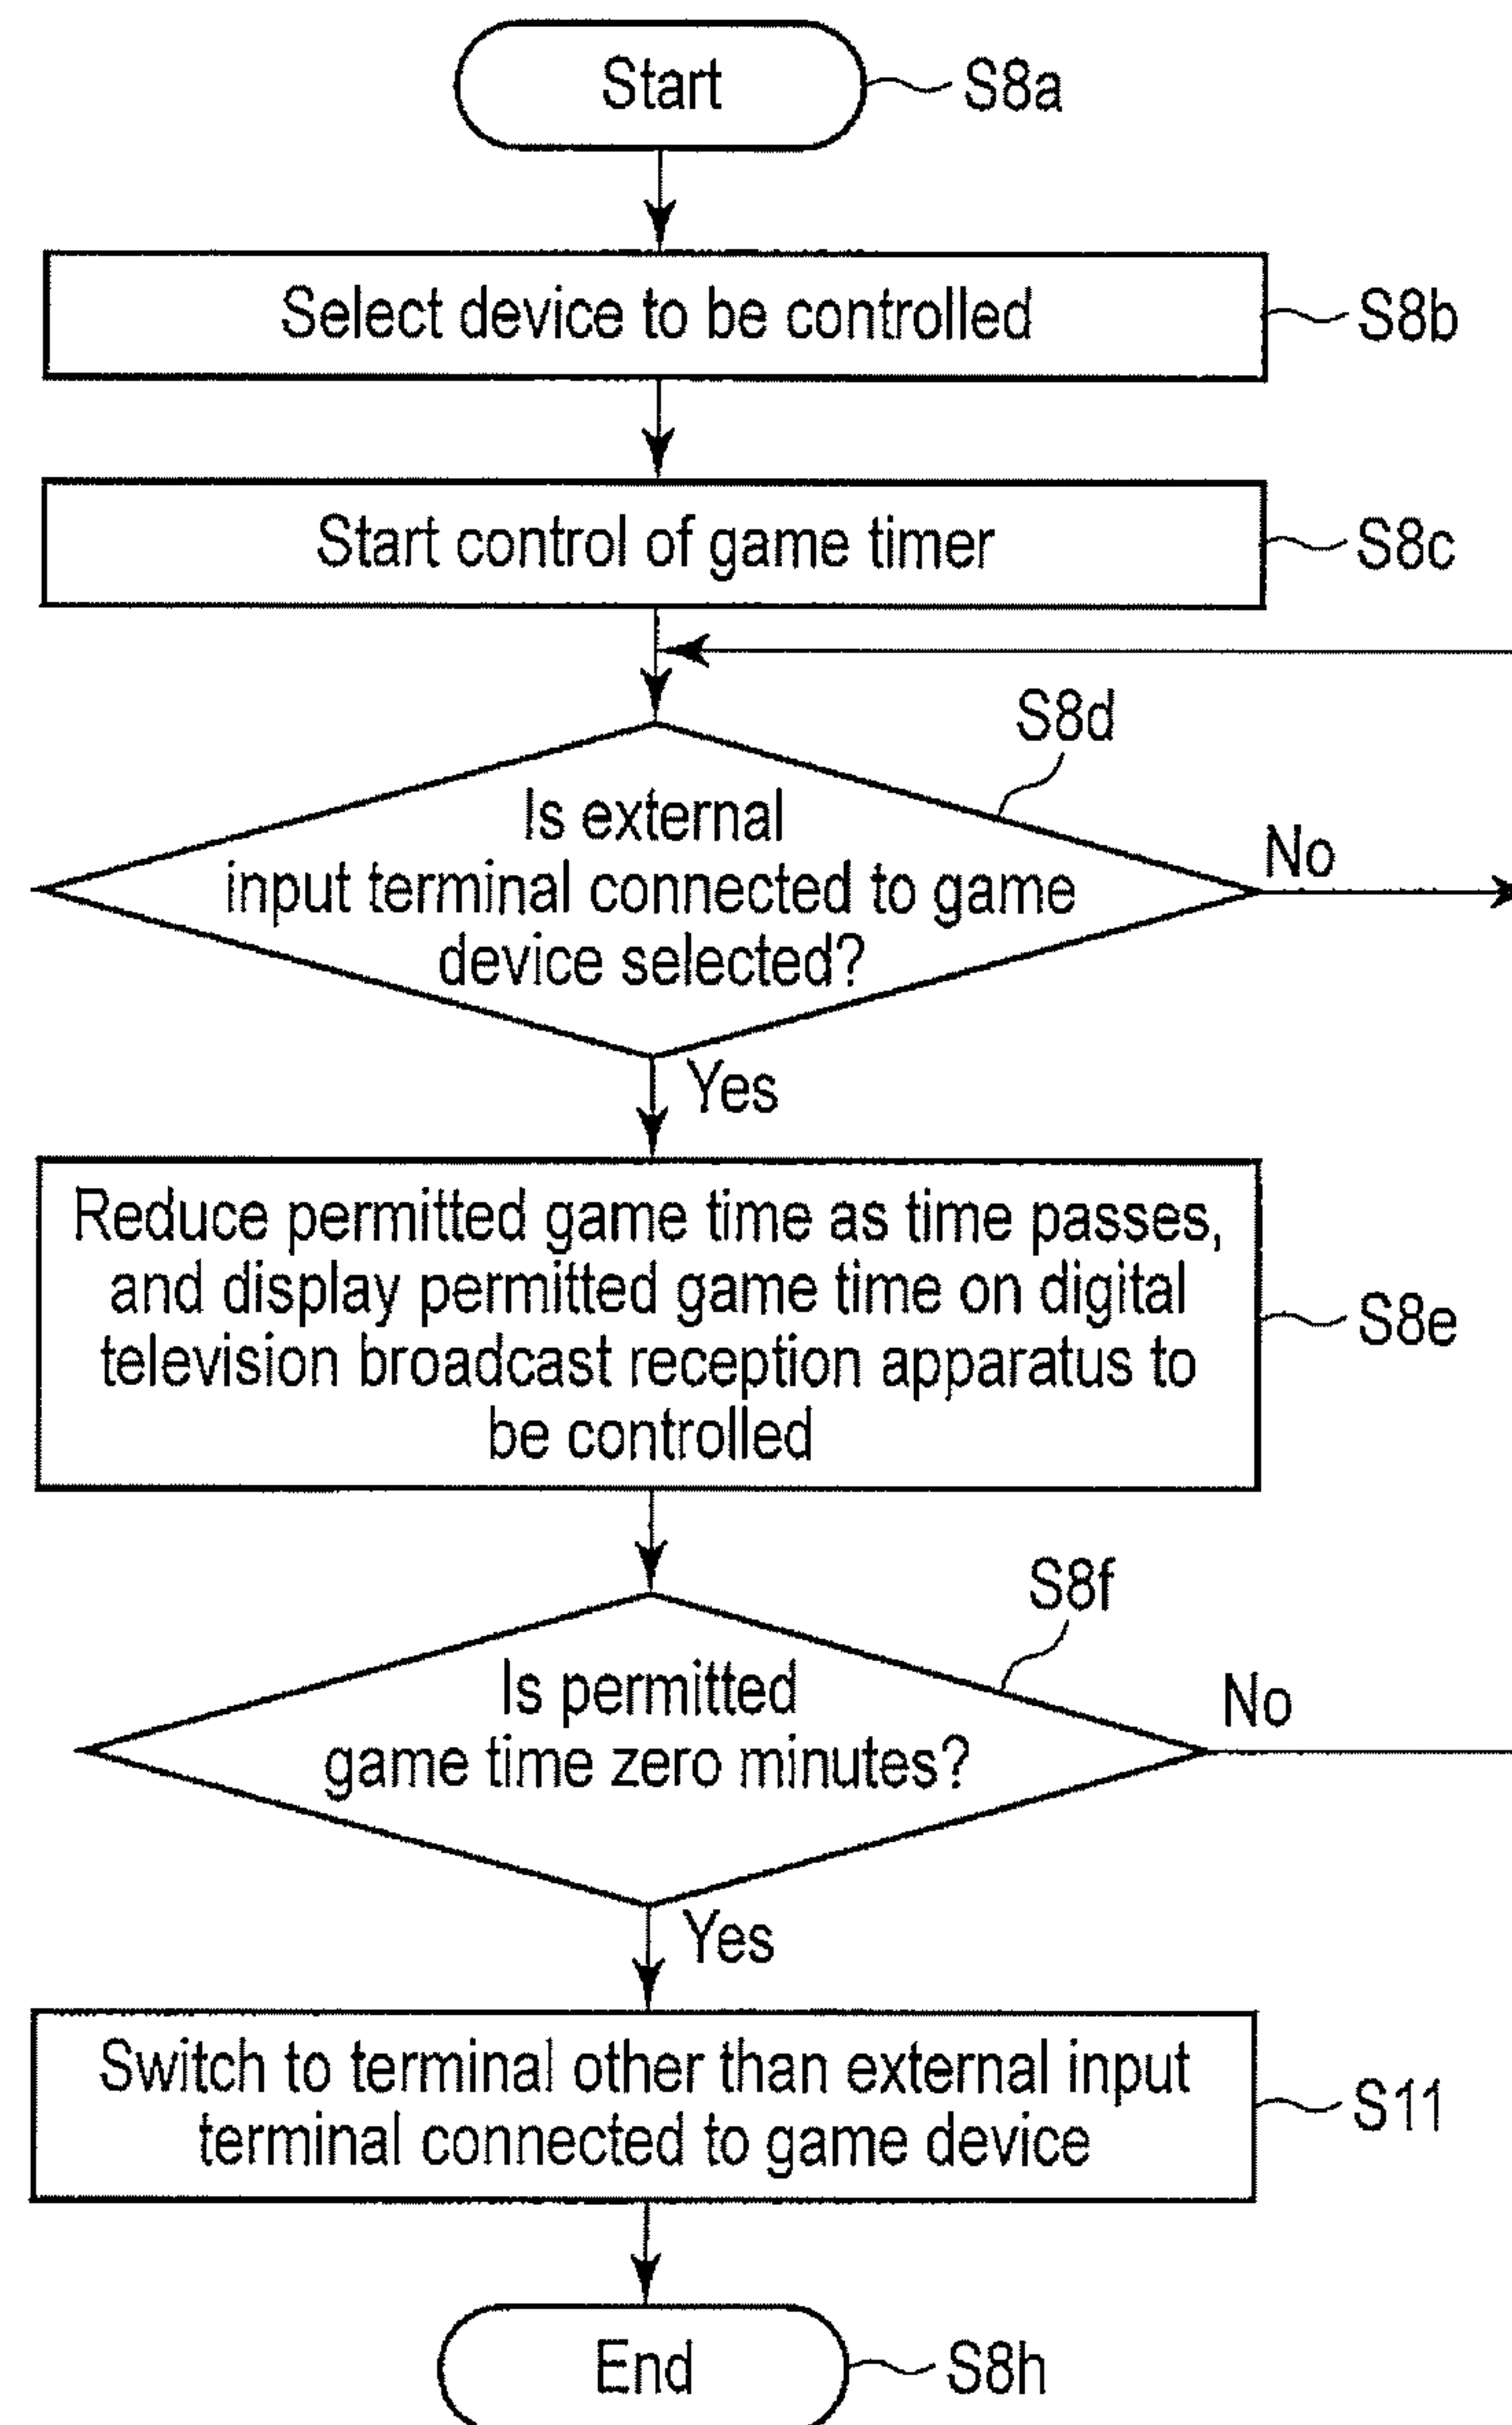 Start
S8a
Select device to be controlled
S8b
Start control of game timer
S8c
S8d
Is external
input terminal connected to game
device selected?
No
Yes
Reduce permitted game time as time passes,
and display permitted game time on digital
television broadcast reception apparatus to
be controlled
S8e
S8f
Is permitted
game time zero minutes?
No
Yes
Switch to terminal other than external input
terminal connected to game device
S11
End
S8h